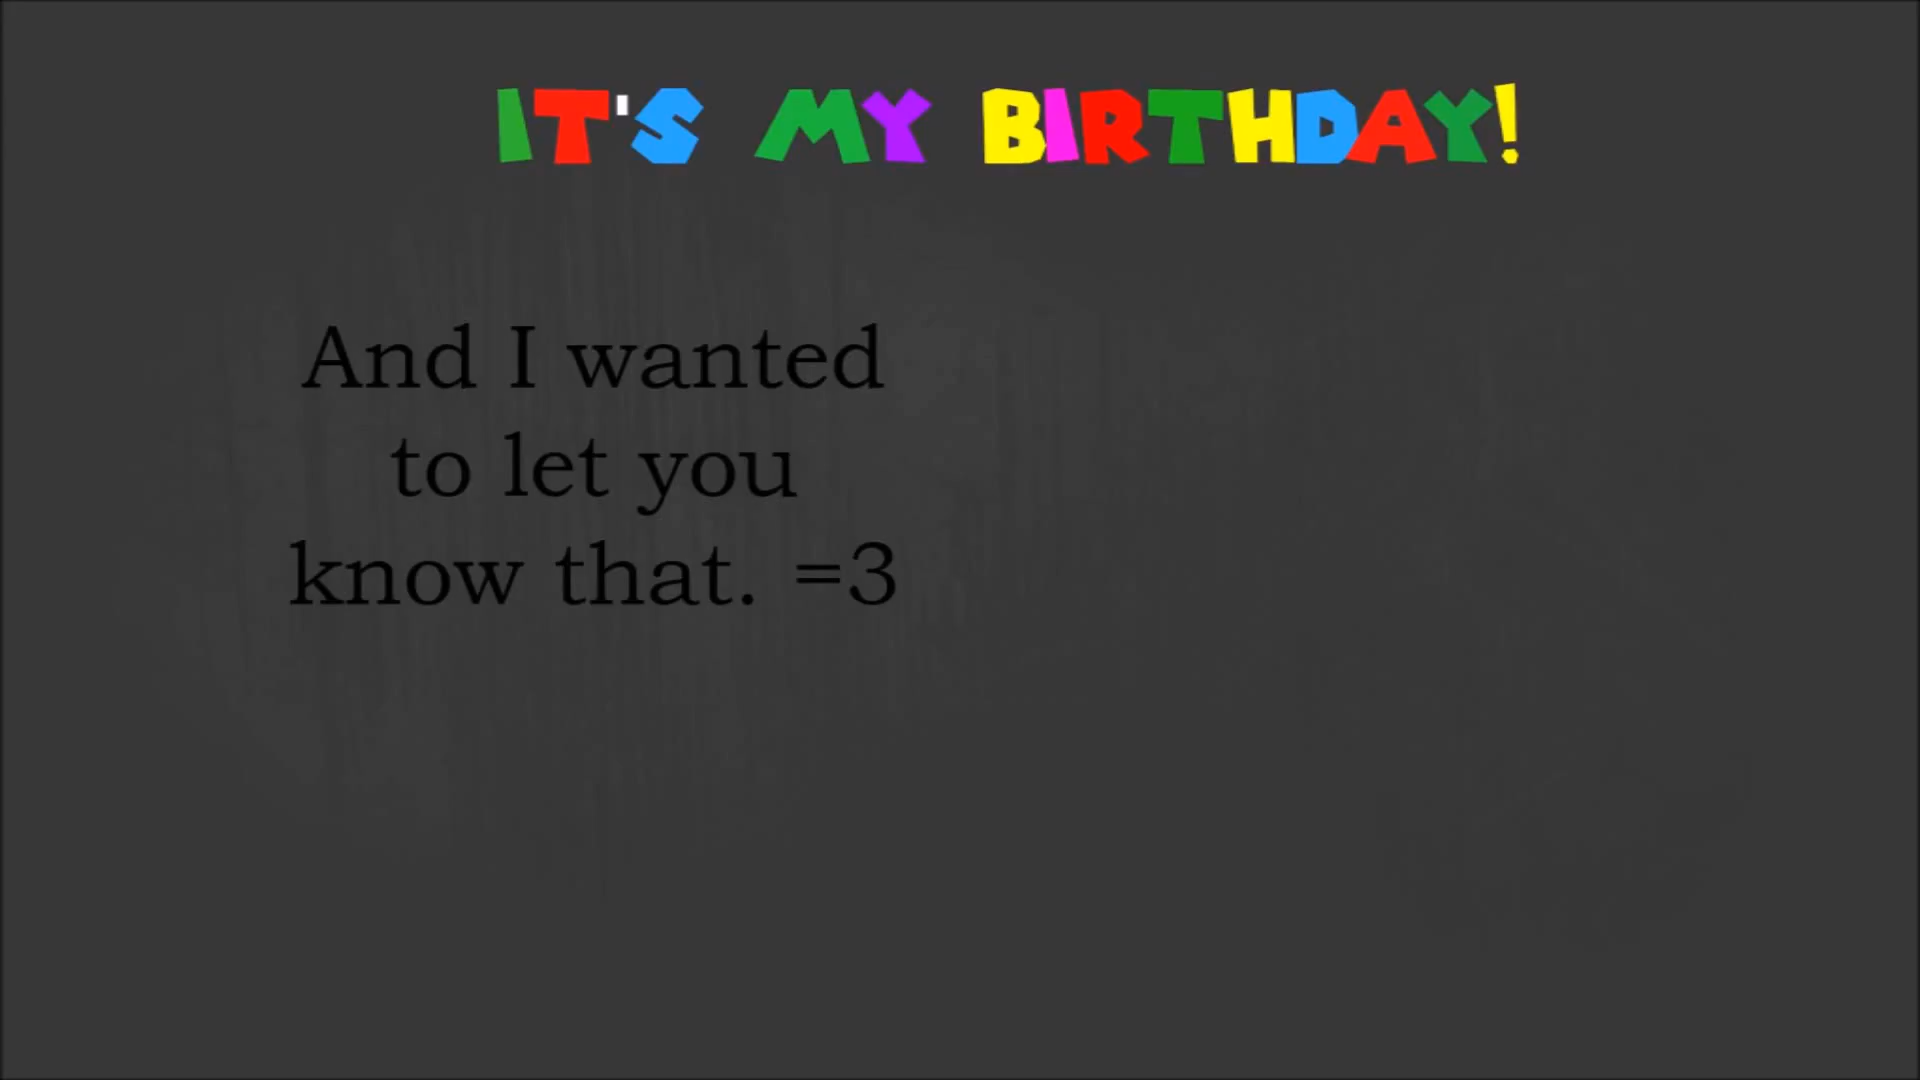 IT'S MY BIRTHDAY!
And I wanted
to let you
know that. =3